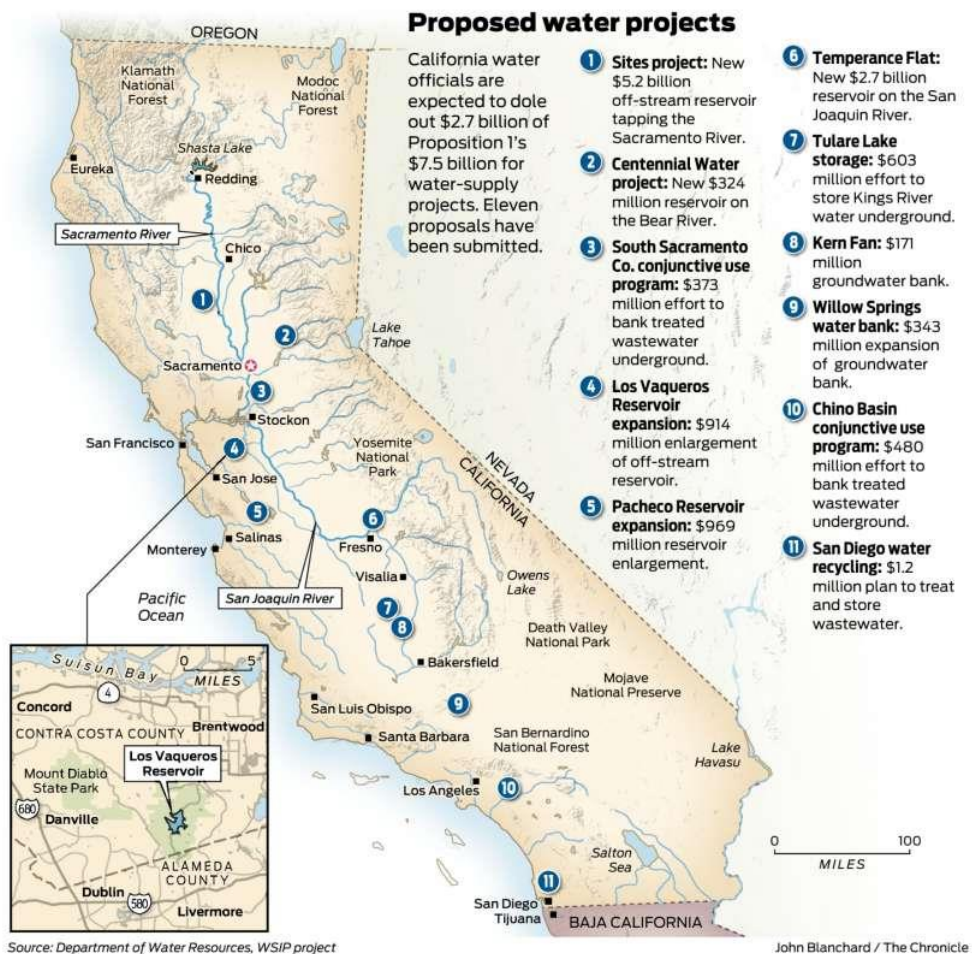 Proposed water projects
California water
officials are
expected to dole
out $2.7 billion of
Proposition 1's
$7.5 billion for
water-supply
projects. Eleven
proposals have
been submitted.
1 Sites project: New
$5.2 billion
off-stream reservoir
tapping the
Sacramento River.
2 Centennial Water
project: New $324
million reservoir on
the Bear River.
3 South Sacramento
Co. conjunctive use
program: $373
million effort to
bank treated
wastewater
underground.
4 Los Vaqueros
Reservoir
expansion: $914
million enlargement
of off-stream
reservoir.
5 Pacheco Reservoir
expansion: $969
million reservoir
enlargement.
6 Temperance Flat:
New $2.7 billion
reservoir on the San
Joaquin River.
7 Tulare Lake
storage: $603
million effort to
store Kings River
water underground.
8 Kern Fan: $171
million
groundwater bank.
9 Willow Springs
water bank: $343
million expansion
of groundwater
bank.
10 Chino Basin
conjunctive use
program: $480
million effort to
bank treated
wastewater
underground.
11 San Diego water
recycling: $1.2
million plan to treat
and store
wastewater.
OREGON
Klamath
National
Forest
Modoc
National
Forest
Shasta Lake
Eureka
Redding
Sacramento River
Chico
1
2
Lake
Tahoe
Sacramento
3
Stockon
San Francisco
4
Yosemite
National
Park
NEVADA
CALIFORNIA
San Jose
5
6
Salinas
Monterey
Fresno
Visalia
Owens
Lake
San Joaquin River
Pacific
Ocean
7
8
Death Valley
National Park
Bakersfield
Mojave
National Preserve
San Luis Obispo
9
Santa Barbara
San Bernardino
National Forest
Lake
Havasu
Los Angeles
10
0 100
MILES
Salton
Sea
11
San Diego
Tijuana
BAJA CALIFORNIA
Suisun Bay
0 5
MILES
4
Concord
CONTRA COSTA COUNTY
Brentwood
Los Vaqueros
Reservoir
Mount Diablo
State Park
680
Danville
ALAMEDA
COUNTY
Dublin
580
Livermore
Source: Department of Water Resources, WSIP project
John Blanchard / The Chronicle